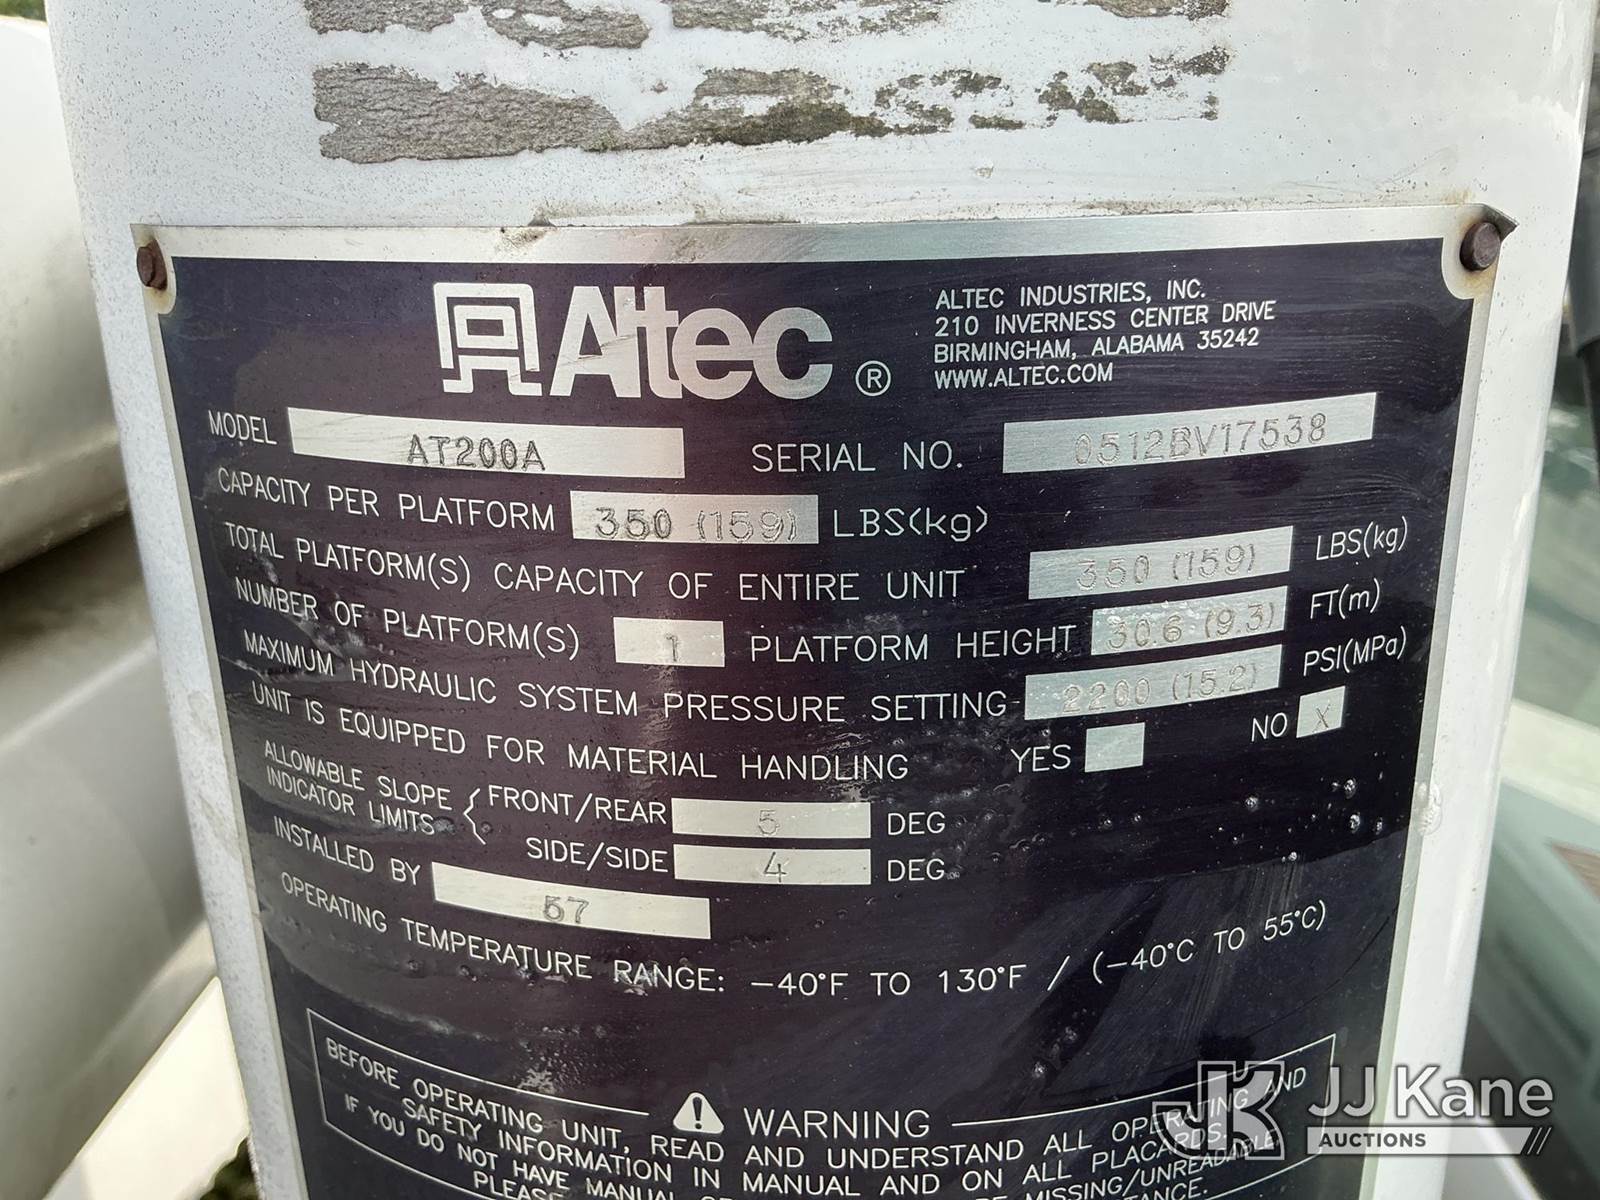 Altec ®
ALTEC INDUSTRIES, INC.
210 INVERNESS CENTER DRIVE
BIRMINGHAM, ALABAMA 35242
WWW.ALTEC.COM
MODEL AT200A SERIAL NO. 0512BV17538
CAPACITY PER PLATFORM 350 (159) LBS(kg)
TOTAL PLATFORM(S) CAPACITY OF ENTIRE UNIT 350 (159) LBS(kg)
NUMBER OF PLATFORM(S) 1 PLATFORM HEIGHT 30.6 (9.3) FT(m)
MAXIMUM HYDRAULIC SYSTEM PRESSURE SETTING 2200 (15.2) PSI(MPa)
UNIT IS EQUIPPED FOR MATERIAL HANDLING YES NO X
ALLOWABLE SLOPE
INDICATOR LIMITS
FRONT/REAR 5 DEG
SIDE/SIDE 4 DEG
INSTALLED BY 57
OPERATING TEMPERATURE RANGE: -40°F TO 130°F / (-40°C TO 55°C)
WARNING
BEFORE OPERATING UNIT, READ AND UNDERSTAND ALL OPERATING AND
SAFETY INFORMATION IN MANUAL AND ON ALL PLACARDS.
IF YOU DO NOT HAVE MANUAL MISSING/UNREADABLE,
JK JJ Kane
AUCTIONS